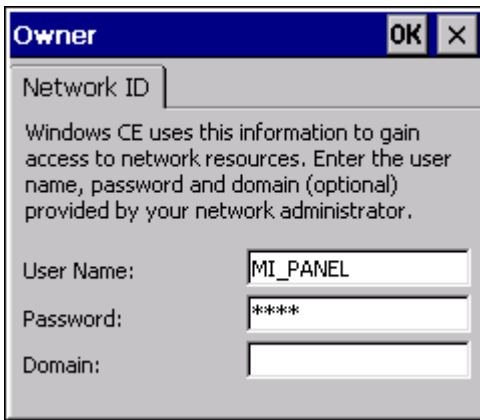 Owner OK ×
Network ID
Windows CE uses this information to gain
access to network resources. Enter the user
name, password and domain (optional)
provided by your network administrator.
User Name: MI_PANEL
Password: ****
Domain: